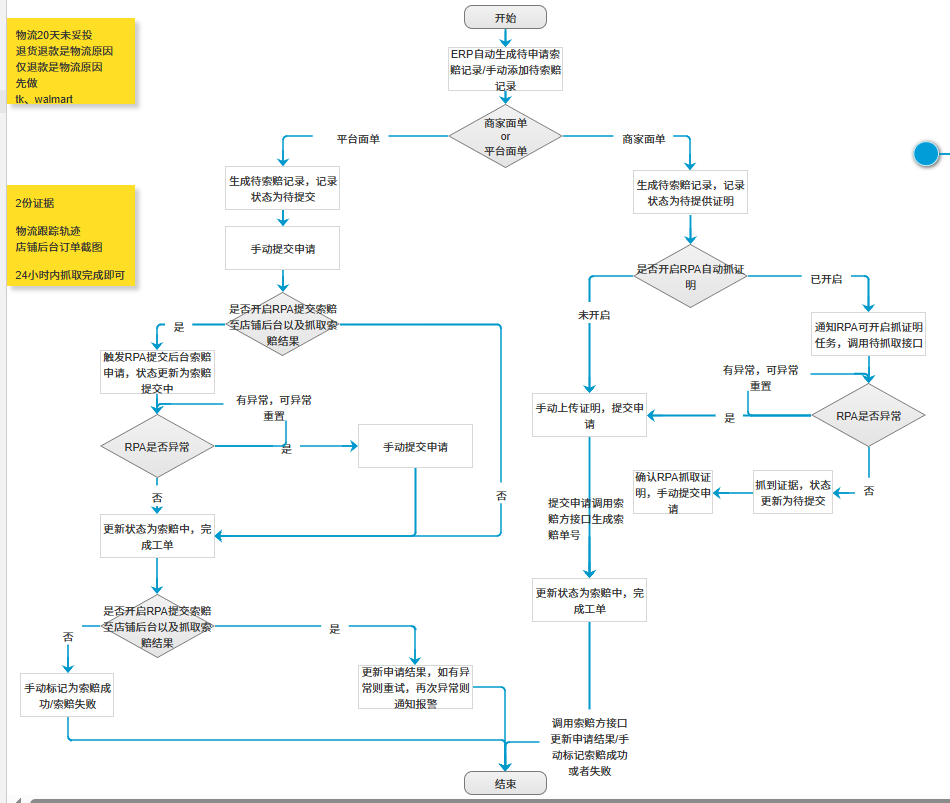 物流20天未妥投
退货退款是物流原因
仅退款是物流原因
先做
tk、walmart
2份证据
物流跟踪轨迹
店铺后台订单截图
24小时内抓取完成即可
开始
ERP自动生成待申请索
赔记录/手动添加待索赔
记录
商家面单
or
平台面单
平台面单
商家面单
生成待索赔记录，记录
状态为待提交
生成待索赔记录，记录
状态为待提供证明
手动提交申请
是否开启RPA自动抓证
明
已开启
未开启
是否开启RPA提交索赔
至店铺后台以及抓取索
赔结果
是
通知RPA可开启抓证明
任务，调用待抓取接口
触发RPA提交后台索赔
申请，状态更新为索赔
提交中
有异常，可异常
重置
有异常，可异常
重置
手动上传证明，提交申
请
是
RPA是否异常
RPA是否异常
是
手动提交申请
否
否
确认RPA抓取证
明，手动提交申
请
抓到证据，状态
更新为待提交
否
提交申请调用索
赔方接口生成索
赔单号
更新状态为索赔中，完
成工单
更新状态为索赔中，完
成工单
是否开启RPA提交索赔
至店铺后台以及抓取索
赔结果
否
是
手动标记为索赔成
功/索赔失败
更新申请结果，如有异
常则重试，再次异常则
通知报警
调用索赔方接口
更新申请结果/手
动标记索赔成功
或者失败
结束